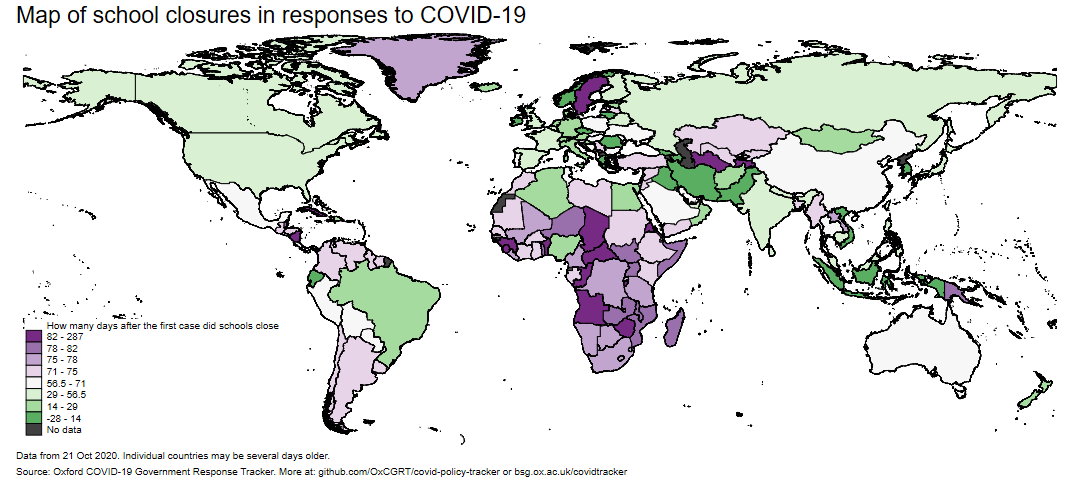 Map of school closures in responses to COVID-19
How many days after the first case did schools close
82 - 287
78 - 82
75 - 78
71 - 75
56.5 - 71
29 - 56.5
14 - 29
-28 - 14
No data
Data from 21 Oct 2020. Individual countries may be several days older.
Source: Oxford COVID-19 Government Response Tracker. More at: github.com/OxCGRT/covid-policy-tracker or bsg.ox.ac.uk/covidtracker